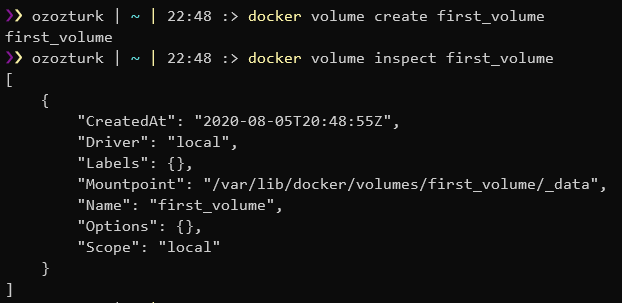 ❯❯ ozozturk | ~ | 22:48 :> docker volume create first_volume
first_volume
❯❯ ozozturk | ~ | 22:48 :> docker volume inspect first_volume
[
    {
        "CreatedAt": "2020-08-05T20:48:55Z",
        "Driver": "local",
        "Labels": {},
        "Mountpoint": "/var/lib/docker/volumes/first_volume/_data",
        "Name": "first_volume",
        "Options": {},
        "Scope": "local"
    }
]